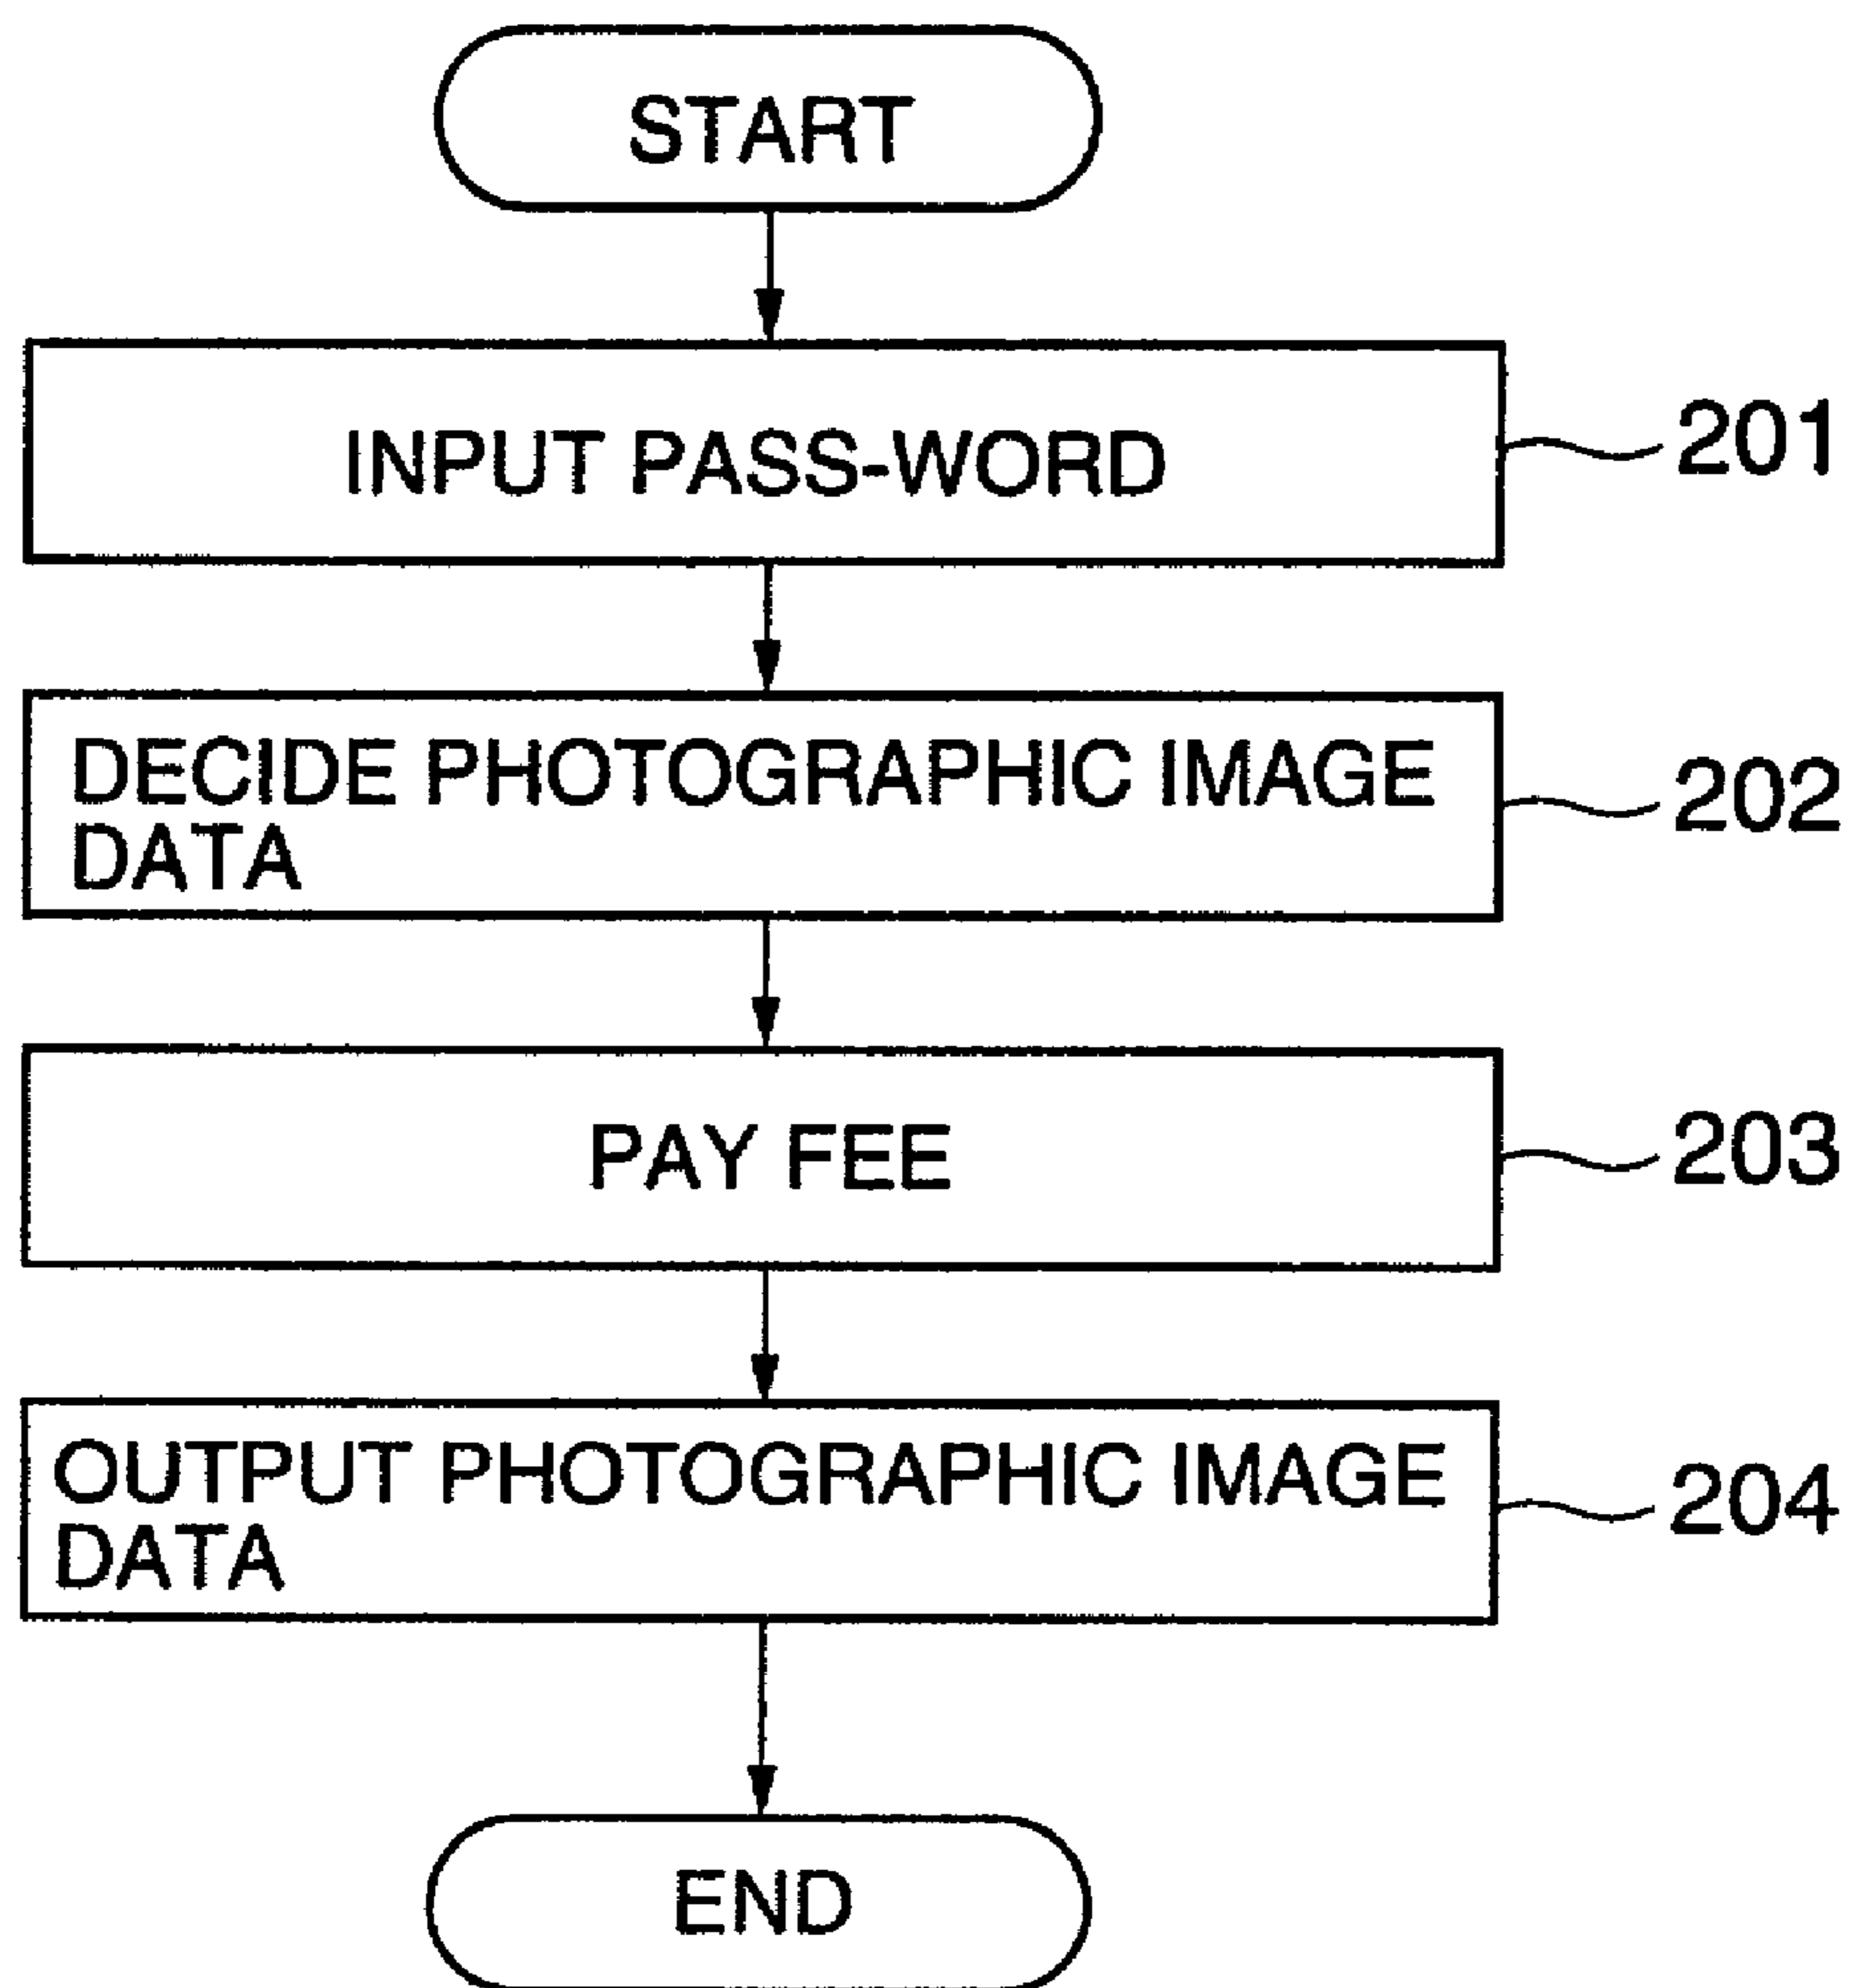 START
INPUT PASS-WORD
201
DECIDE PHOTOGRAPHIC IMAGE
DATA
202
PAY FEE
203
OUTPUT PHOTOGRAPHIC IMAGE
DATA
204
END